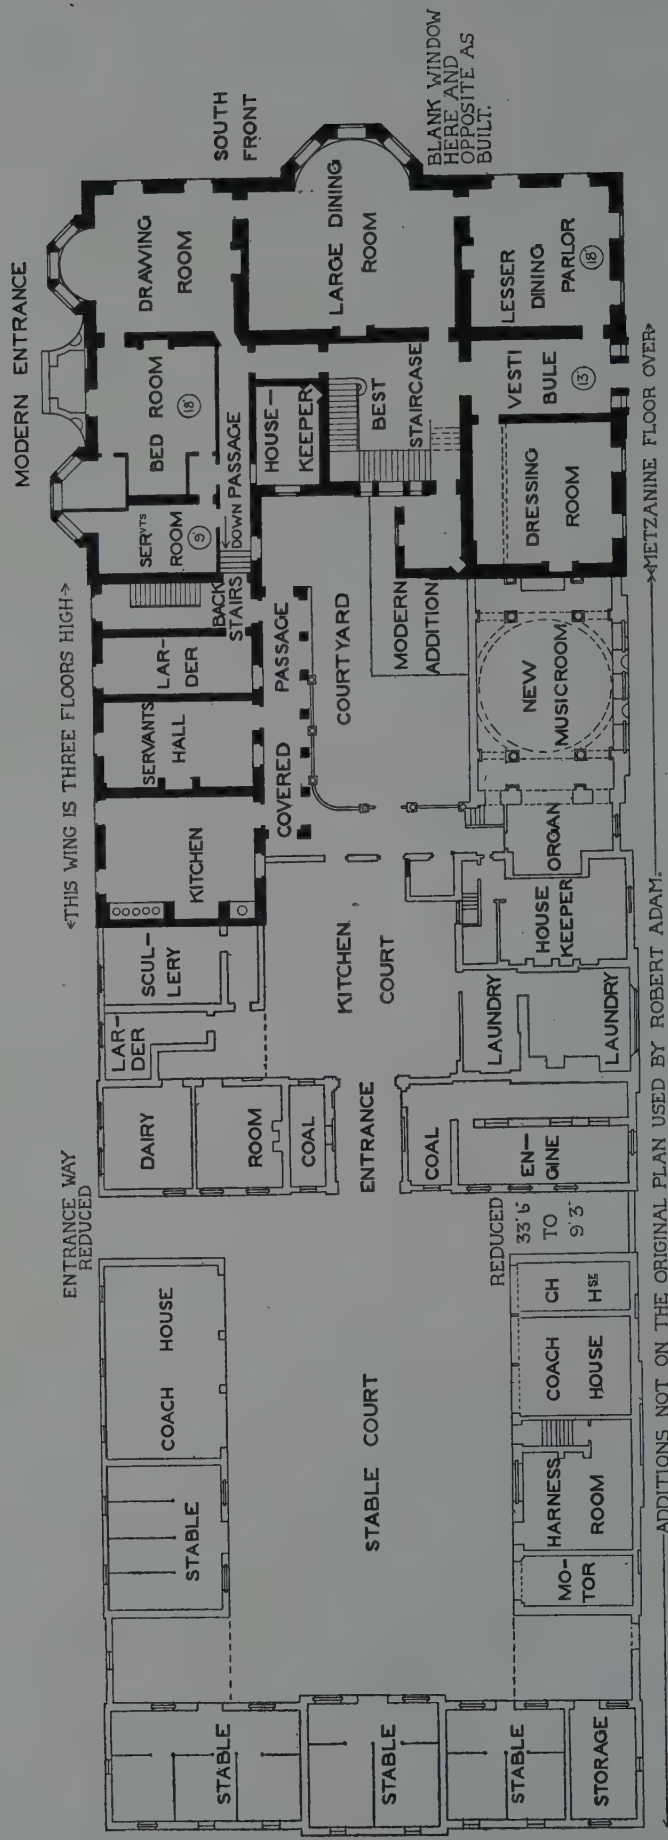 MODERN ENTRANCE
SOUTH
FRONT
BLANK WINDOW
HERE AND
OPPOSITE AS
BUILT.
DRAWING
ROOM
LARGE DINING
ROOM
LESSER
DINING
PARLOR
18'
BED ROOM
18'
HOUSE-
KEEPER
BEST
STAIRCASE
VESTI
BULE
13'
SERVTS
ROOM
9'
DOWN PASSAGE
DRESSING
ROOM
BACK
STAIRS
<THIS WING IS THREE FLOORS HIGH>
LAR-
DER
SERVANTS
HALL
KITCHEN
COVERED PASSAGE
COURTYARD
MODERN
ADDITION
NEW
MUSICROOM
ORGAN
METZANINE FLOOR OVER
SCUL-
LERY
LAR-
DER
KITCHEN
COURT
HOUSE
KEEPER
LAUNDRY
LAUNDRY
DAIRY
ROOM
COAL
ENTRANCE
COAL
EN-
GINE
ENTRANCE WAY
REDUCED
REDUCED
33'6"
TO
9'3"
COACH HOUSE
STABLE
STABLE COURT
CH
HSE
COACH
HOUSE
HARNESS
ROOM
MO-
TOR
STABLE
STABLE
STABLE
STORAGE
ADDITIONS NOT ON THE ORIGINAL PLAN USED BY ROBERT ADAM.